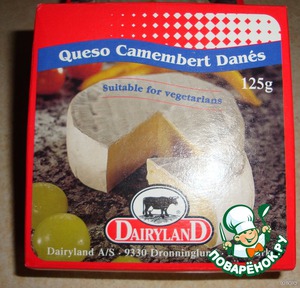 Queso Camembert Danés
125g
Suitable for vegetarians
DAIRYLAND
Dairyland A/S - 9330 Dronninglund
ПОВАРЁНОК.РУ